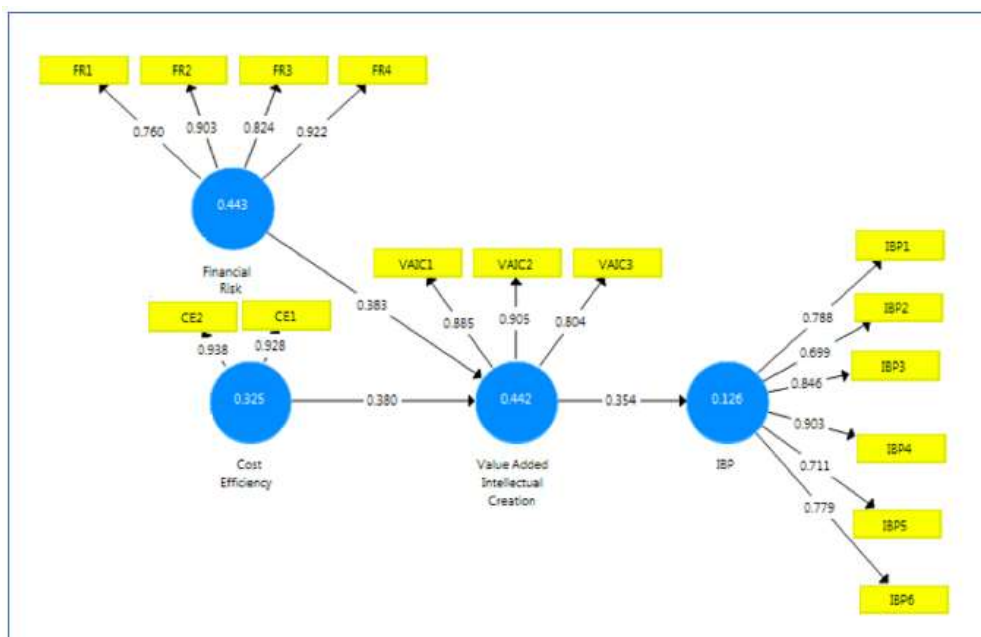 FR1 FR2 FR3 FR4
0.760 0.903 0.824 0.922
0.443
Financial
Risk
VAIC1 VAIC2 VAIC3
0.885 0.905 0.804
0.383
CE2 CE1
0.938 0.928
0.325
Cost
Efficiency
0.380
0.442
Value Added
Intellectual
Creation
0.354
0.126
IBP
IBP1
0.788
IBP2
0.699
IBP3
0.846
IBP4
0.903
IBP5
0.711
IBP6
0.779